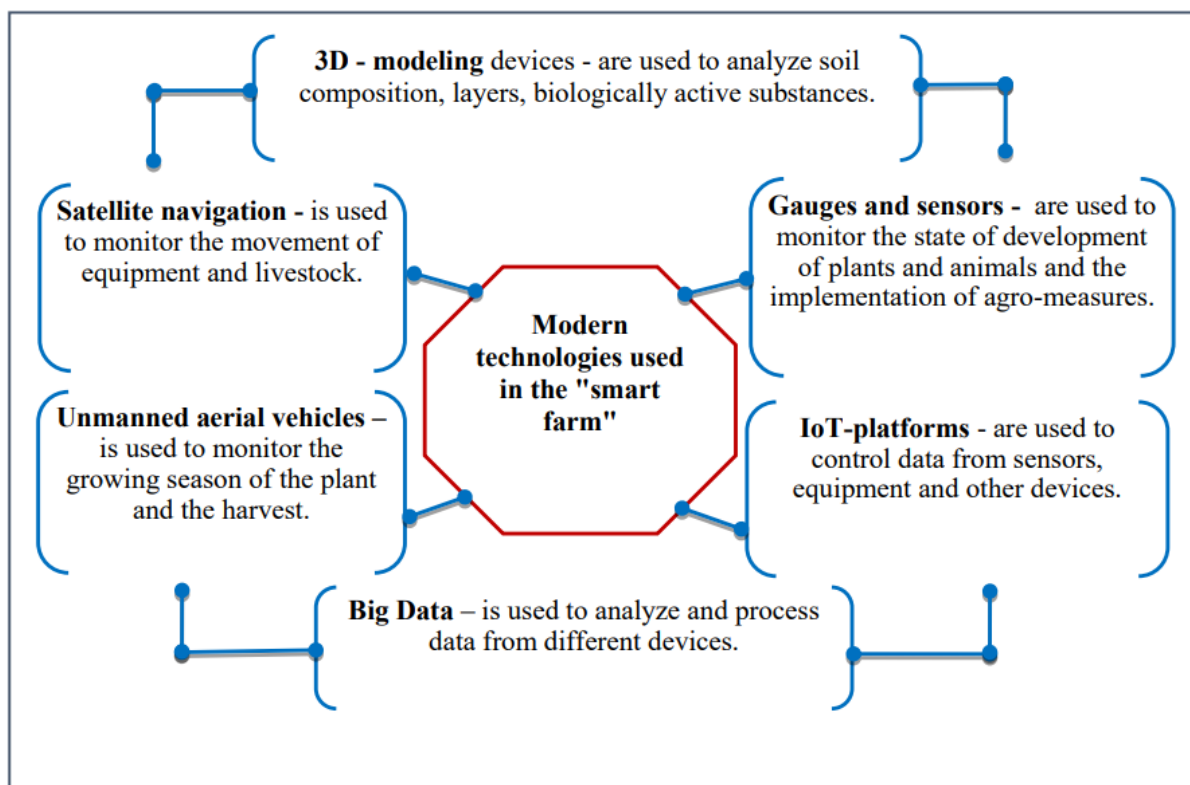 3D - modeling devices - are used to analyze soil
composition, layers, biologically active substances.
Satellite navigation - is used
to monitor the movement of
equipment and livestock.
Gauges and sensors -  are used to
monitor the state of development
of plants and animals and the
implementation of agro-measures.
Modern
technologies used
in the "smart
farm"
Unmanned aerial vehicles –
is used to monitor the
growing season of the plant
and the harvest.
IoT-platforms - are used to
control data from sensors,
equipment and other devices.
Big Data – is used to analyze and process
data from different devices.